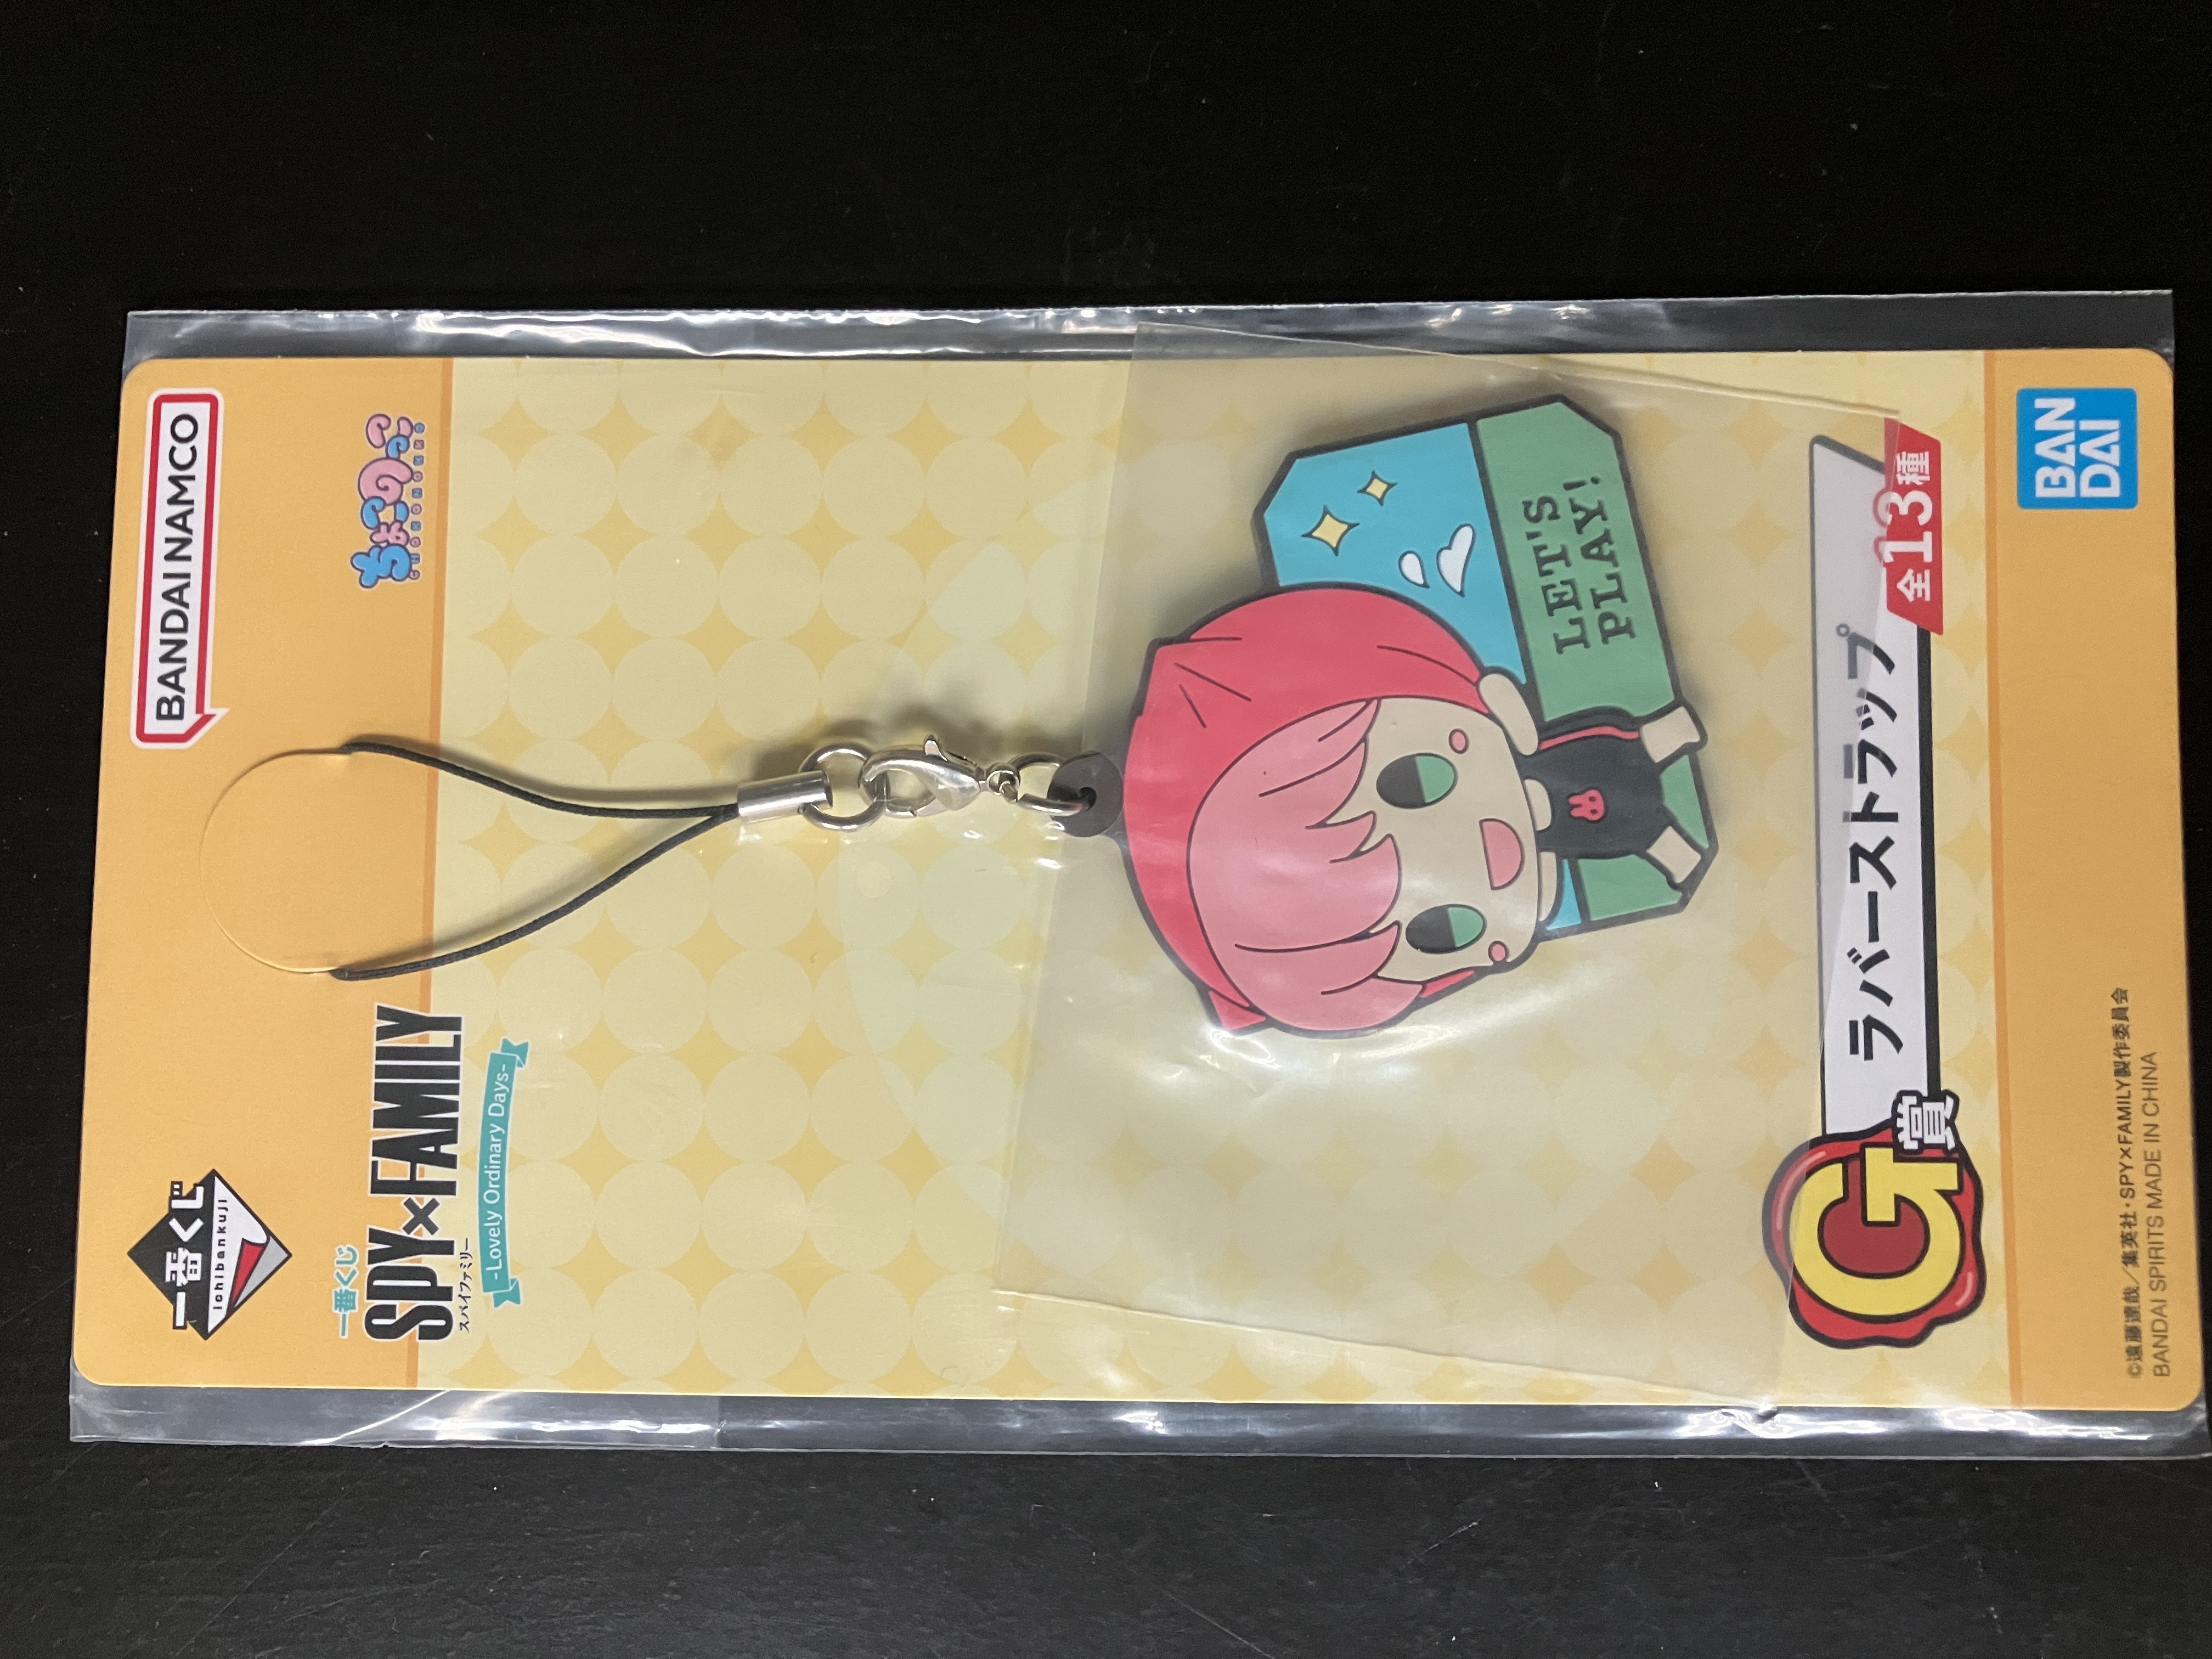 一番くじ
ichibankuji
BANDAI NAMCO
一番くじ
SPY×FAMILY
スパイファミリー
-Lovely Ordinary Days-
ちょこのっこ
CHOKONOKKO
LET'S
PLAY!
G賞
ラバーストラップ
全13種
©遠藤達哉／集英社・SPY×FAMILY製作委員会
BANDAI SPIRITS MADE IN CHINA
BAN
DAI